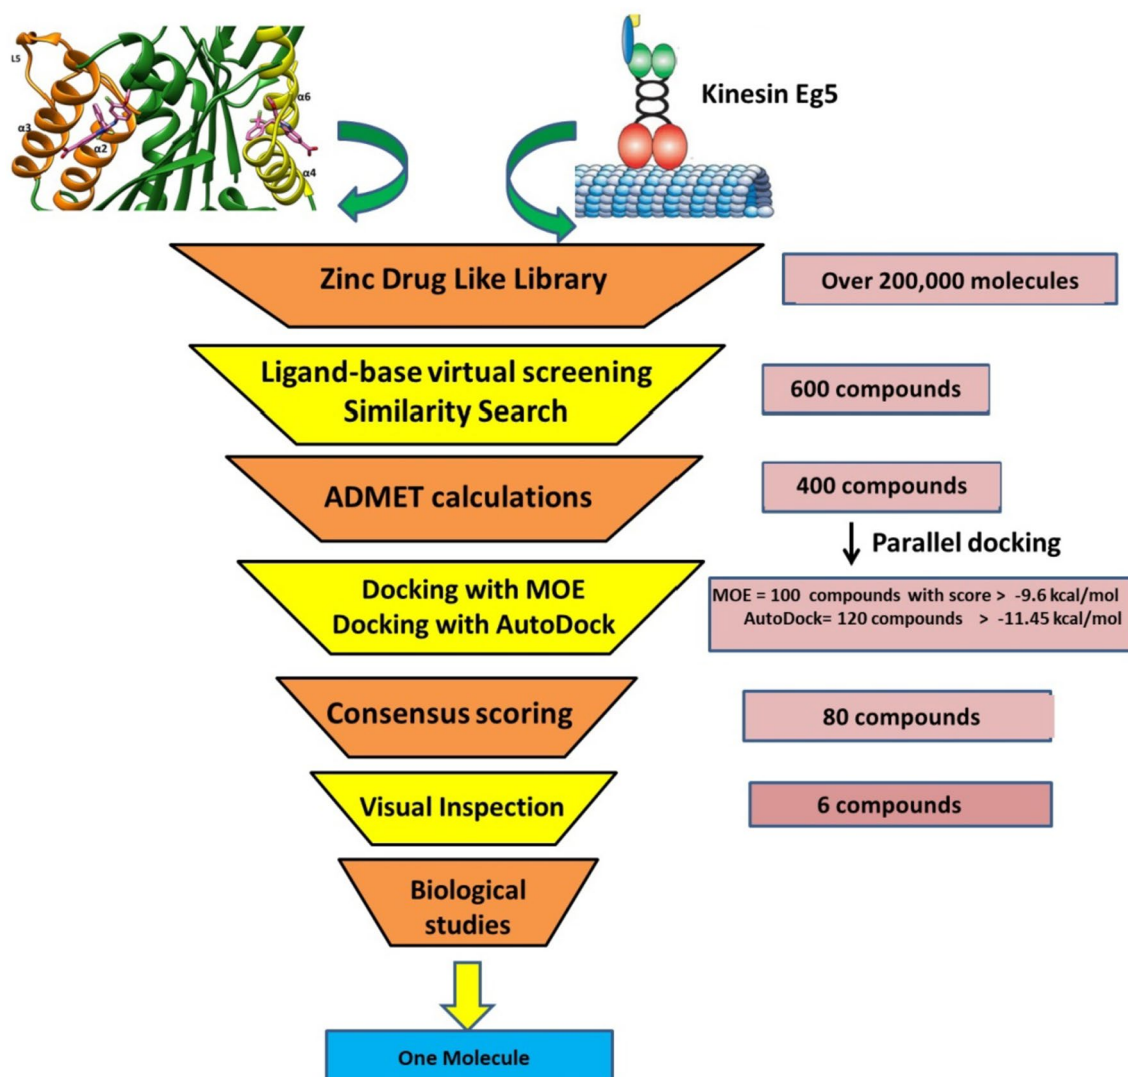 L5
α3
α2
α6
α4
Kinesin Eg5
Zinc Drug Like Library
Over 200,000 molecules
Ligand-base virtual screening
Similarity Search
600 compounds
ADMET calculations
400 compounds
Parallel docking
Docking with MOE
Docking with AutoDock
MOE = 100 compounds with score > -9.6 kcal/mol
AutoDock= 120 compounds > -11.45 kcal/mol
Consensus scoring
80 compounds
Visual Inspection
6 compounds
Biological
studies
One Molecule